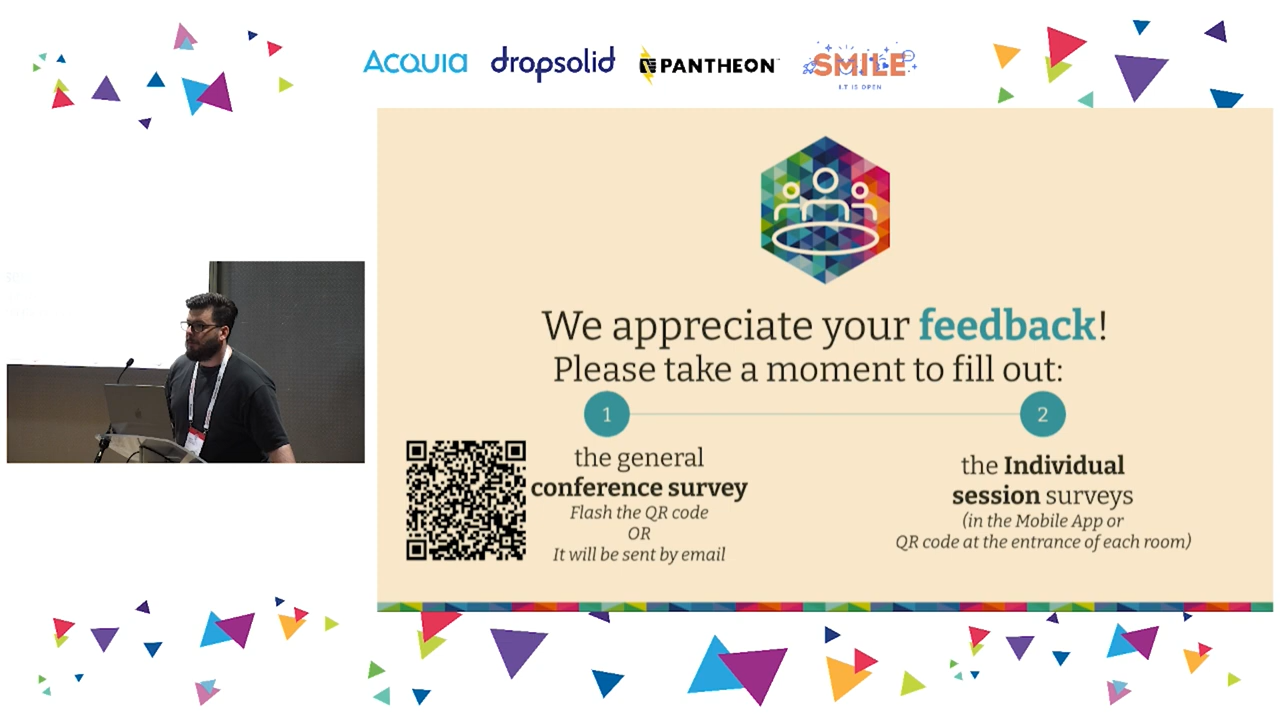 ACQUIA
dropsolid
PANTHEON
SMILE
I.T IS OPEN
We appreciate your feedback!
Please take a moment to fill out:
1
2
the general
conference survey
Flash the QR code
OR
It will be sent by email
the Individual
session surveys
(in the Mobile App or
QR code at the entrance of each room)